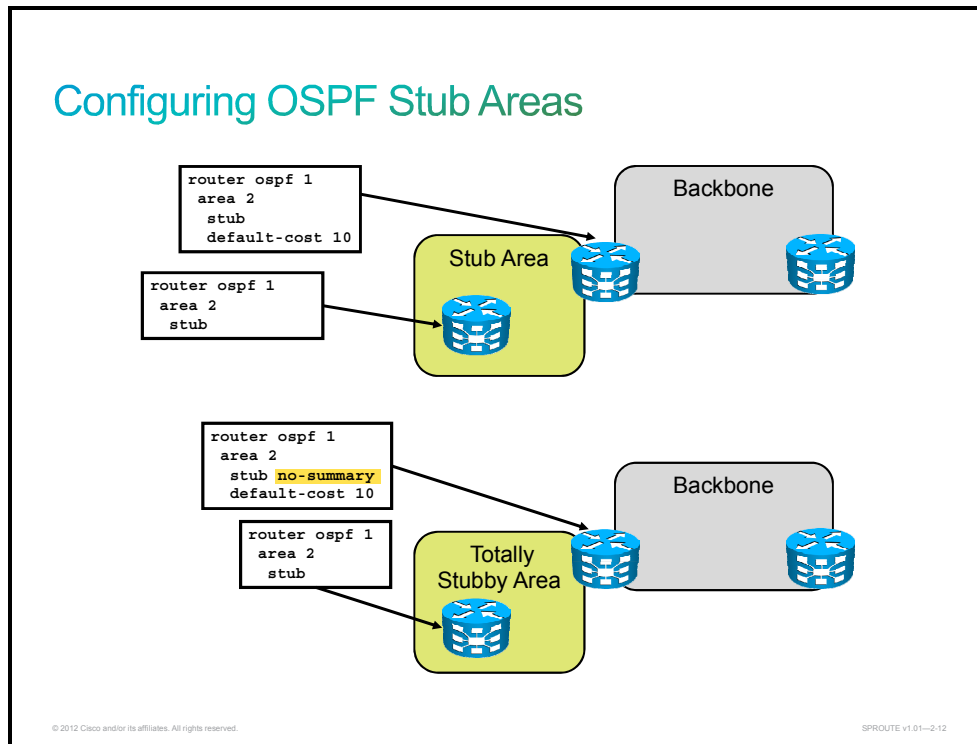 Configuring OSPF Stub Areas
router ospf 1
area 2
stub
default-cost 10
Backbone
Stub Area
router ospf 1
area 2
stub
router ospf 1
area 2
stub no-summary
default-cost 10
Backbone
router ospf 1
area 2
stub
Totally
Stubby Area
© 2012 Cisco and/or its affiliates. All rights reserved.
SPROUTE v1.01—2-12